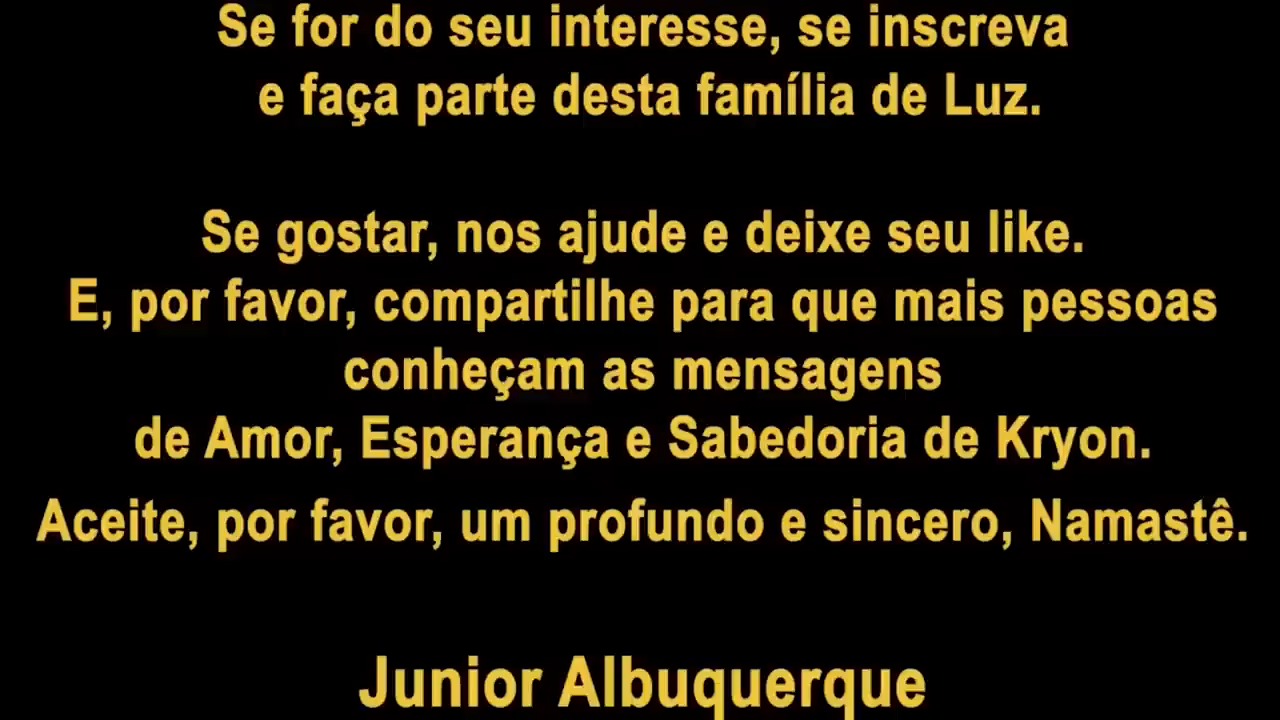 Se for do seu interesse, se inscreva
e faça parte desta família de Luz.
Se gostar, nos ajude e deixe seu like.
E, por favor, compartilhe para que mais pessoas
conheçam as mensagens
de Amor, Esperança e Sabedoria de Kryon.
Aceite, por favor, um profundo e sincero, Namastê.
Junior Albuquerque